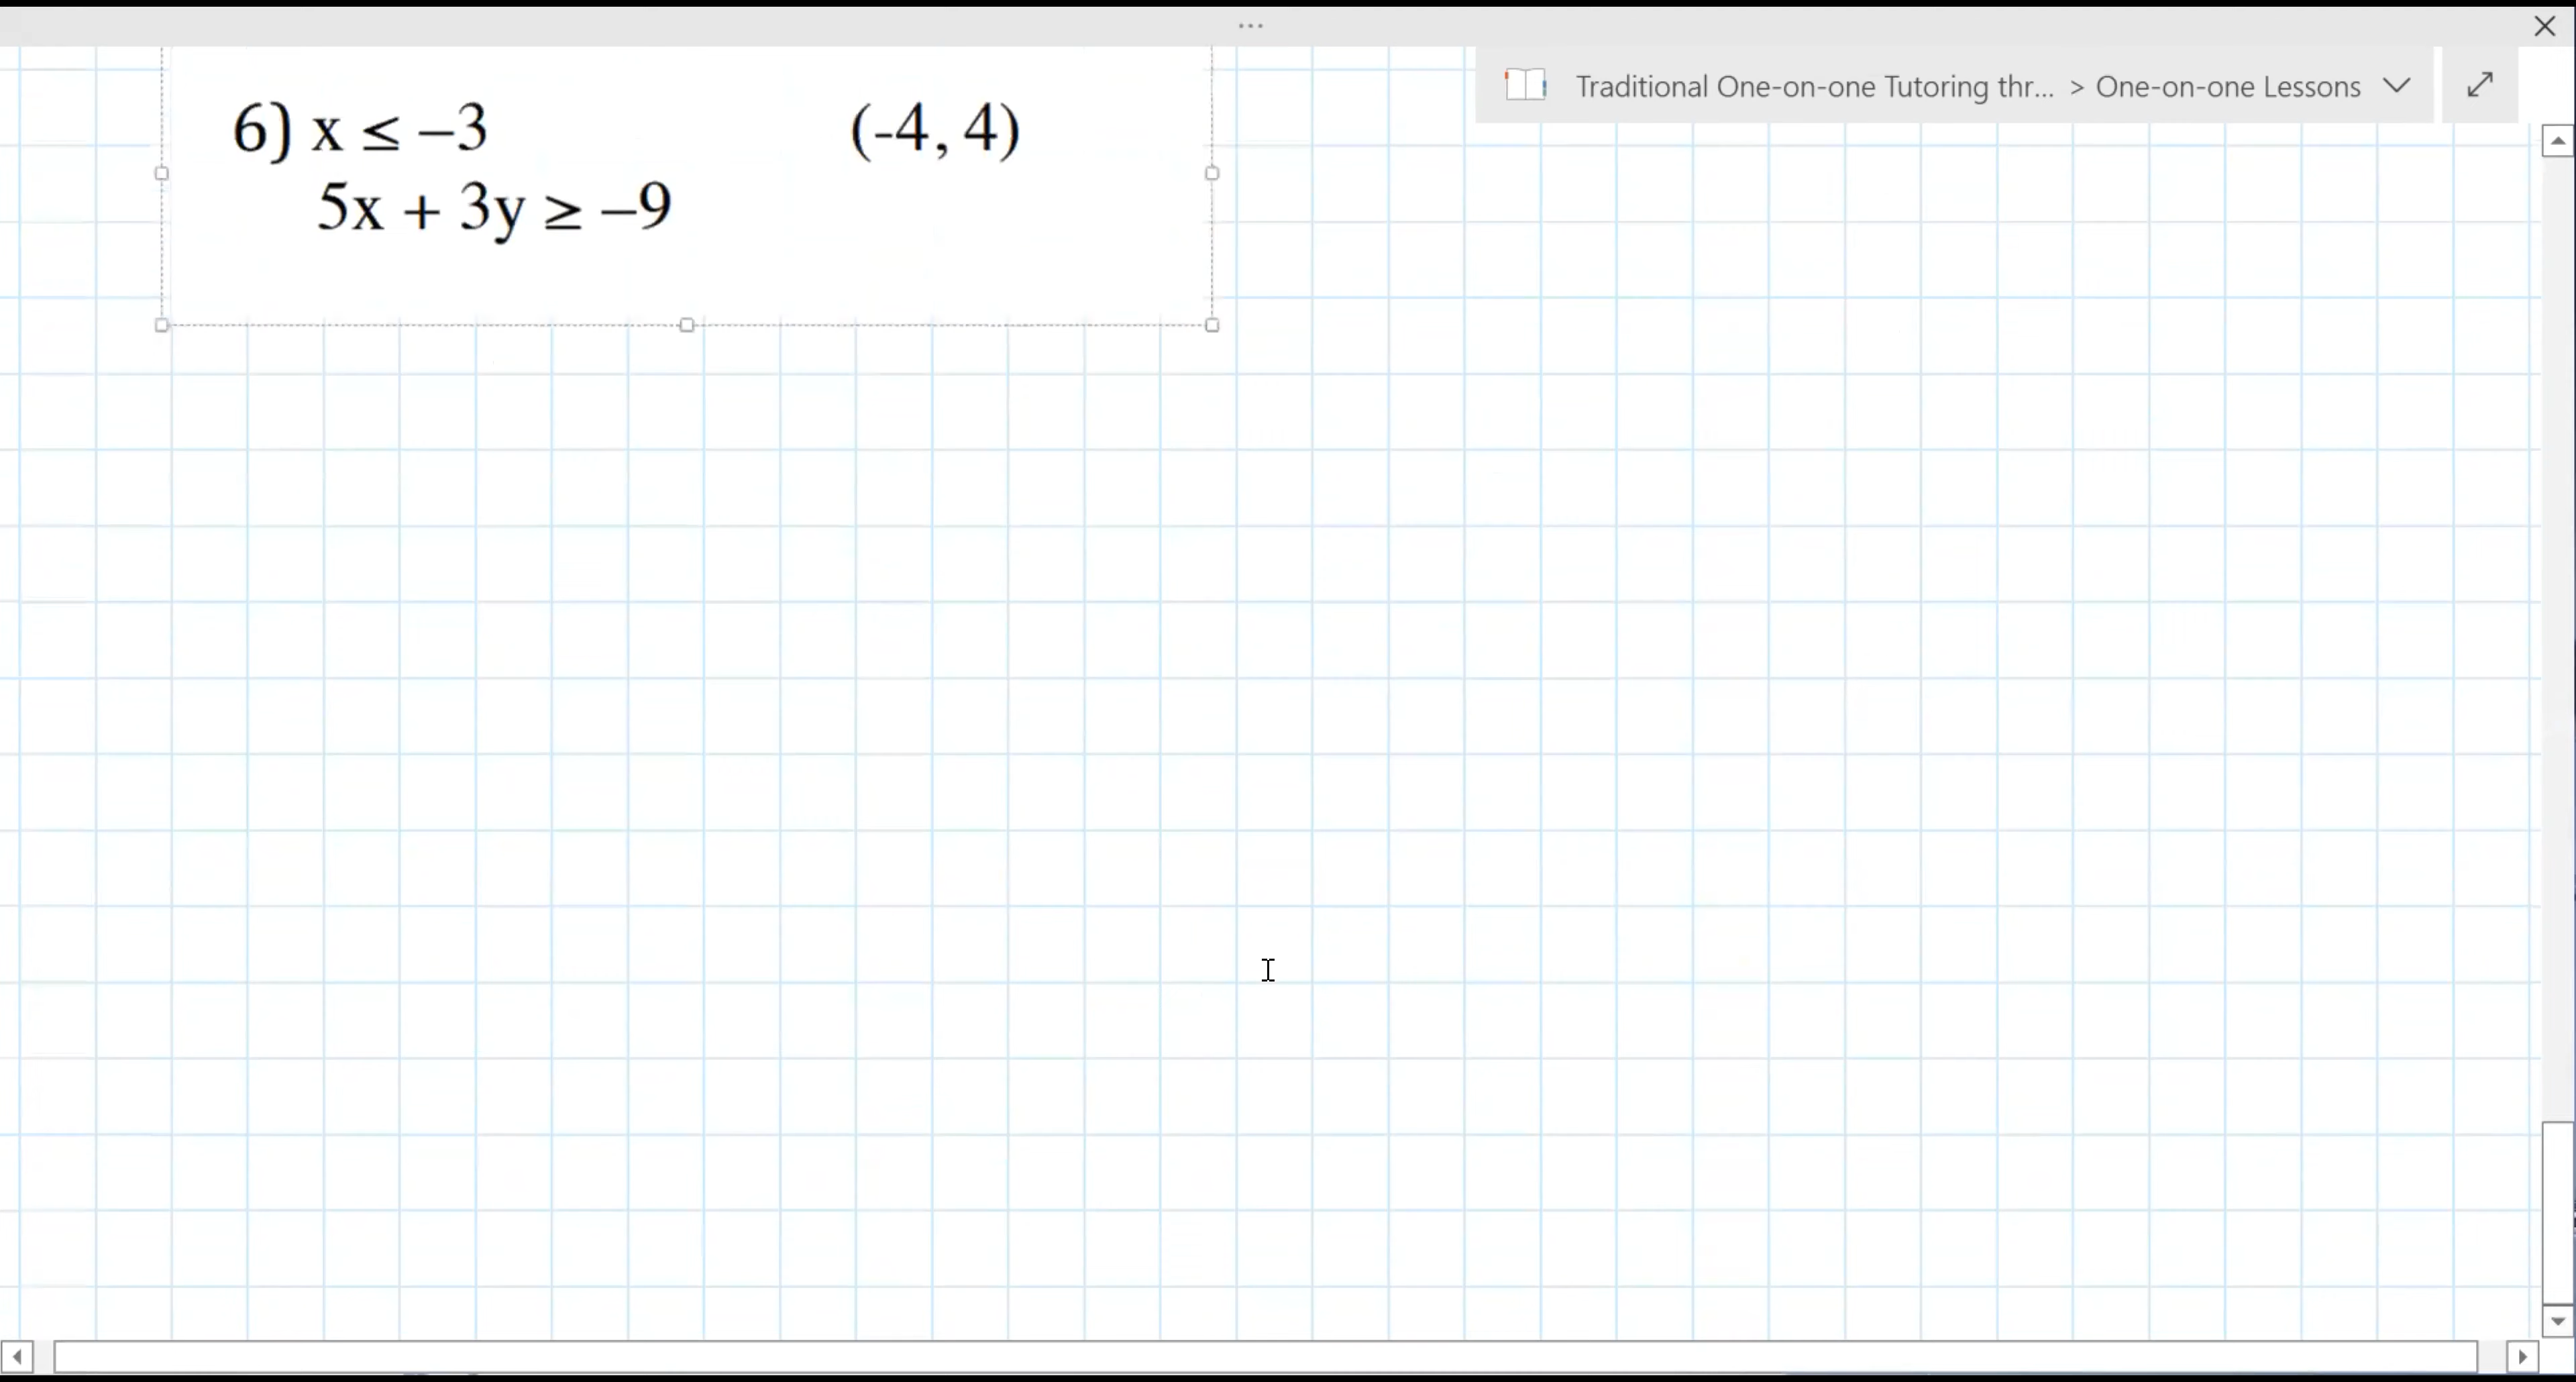 Traditional One-on-one Tutoring thr... > One-on-one Lessons
6) x ≤ –3 (-4, 4)
5x + 3y ≥ –9